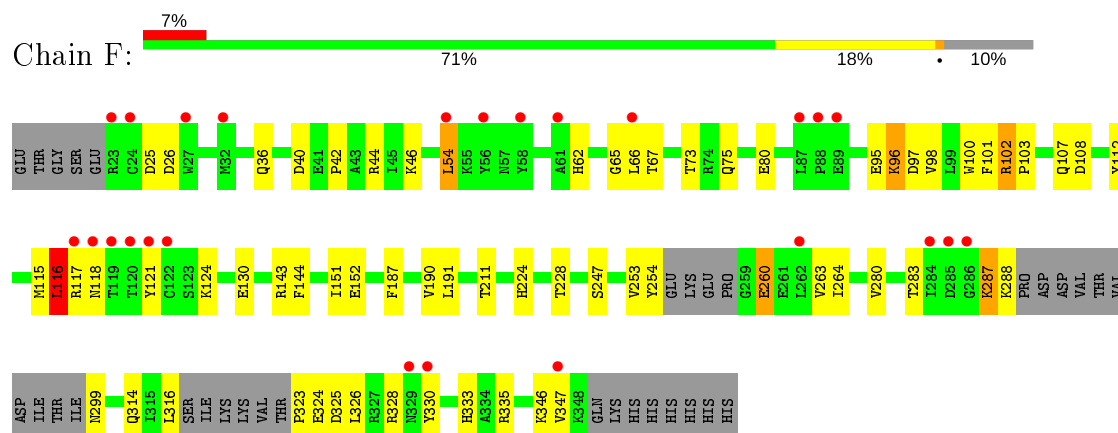 7%
Chain F:
71% 18% • 10%
GLU THR GLY SER GLU R23 C24 D25 D26 W27 M32 Q36 D40 E41 P42 A43 R44 I45 K46 L54 K55 Y56 N57 Y58 A61 H62 G65 L66 T67 T73 R74 Q75 E80 L87 P88 E89 E95 K96 D97 V98 L99 W100 F101 R102 P103 Q107 D108 Y112
M115 L116 R117 N118 T119 T120 Y121 C122 S123 K124 E130 R143 F144 I151 E152 F187 V190 L191 T211 H224 T228 S247 V253 Y254 GLU LYS GLU PRO G259 E260 E261 L262 V263 I264 V280 T283 I284 D285 G286 K287 K288 PRO ASP ASP VAL THR VAL
ASP ILE THR ILE N299 Q314 I315 L316 SER ILE LYS LYS VAL THR P323 E324 D325 L326 R327 R328 N329 Y330 H333 A334 R335 K346 V347 K348 GLN LYS HIS HIS HIS HIS HIS HIS